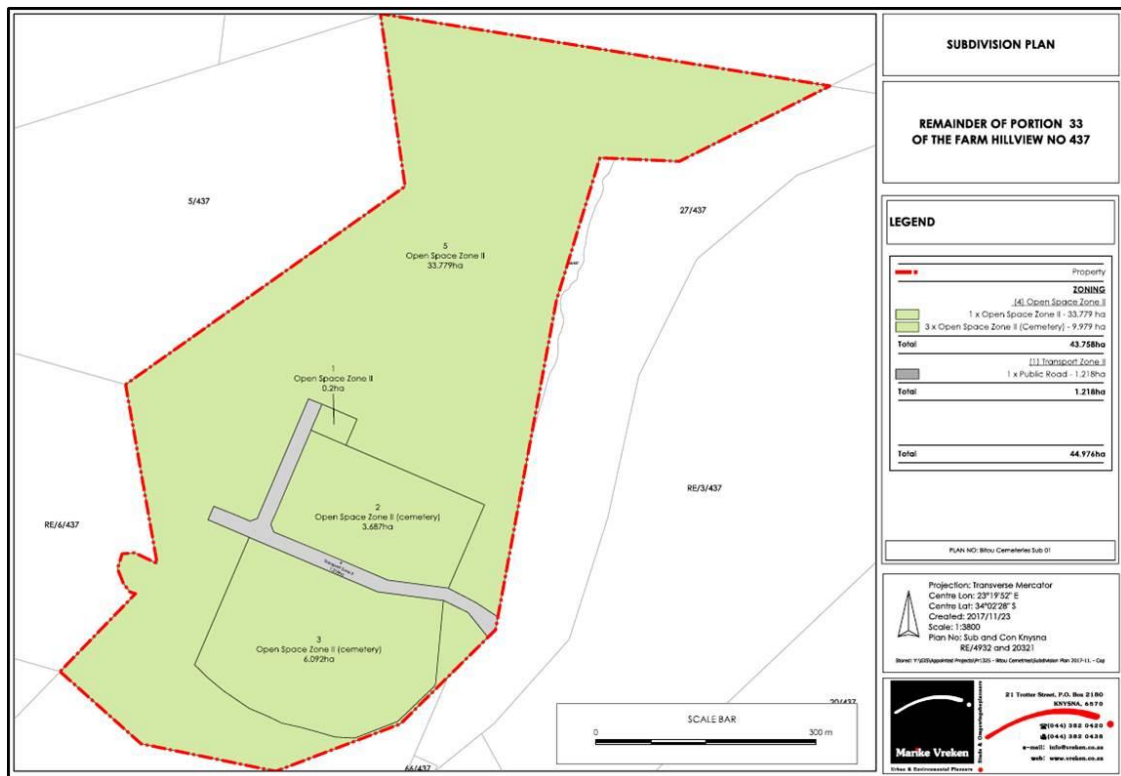 SUBDIVISION PLAN
REMAINDER OF PORTION 33
OF THE FARM HILLVIEW NO 437
LEGEND
Property
ZONING
(4) Open Space Zone II
1 x Open Space Zone II - 33.779 ha
3 x Open Space Zone II (Cemetery) - 9.979 ha
Total 43.758ha
(1) Transport Zone II
1 x Public Road - 1.218ha
Total 1.218ha
Total 44.976ha
PLAN NO: Bitou Cemeteries Sub 01
Projection: Transverse Mercator
Centre Lon: 23°19'52" E
Centre Lat: 34°02'28" S
Created: 2017/11/23
Scale: 1:3800
Plan No: Sub and Con Knysna
RE/4932 and 20321
21 Trotter Street, P.O. Box 2180
KNYSNA, 6570
(044) 382 0420
(044) 382 0438
e-mail: info@vreken.co.za
web: www.vreken.co.za
Marike Vreken
Urban & Environmental Planners
5/437
27/437
5
Open Space Zone II
33.779ha
1
Open Space Zone II
0.2ha
RE/3/437
2
Open Space Zone II (cemetery)
3.687ha
RE/6/437
Transport Zone II
3
Open Space Zone II (cemetery)
6.092ha
20/437
66/437
SCALE BAR
0 300 m